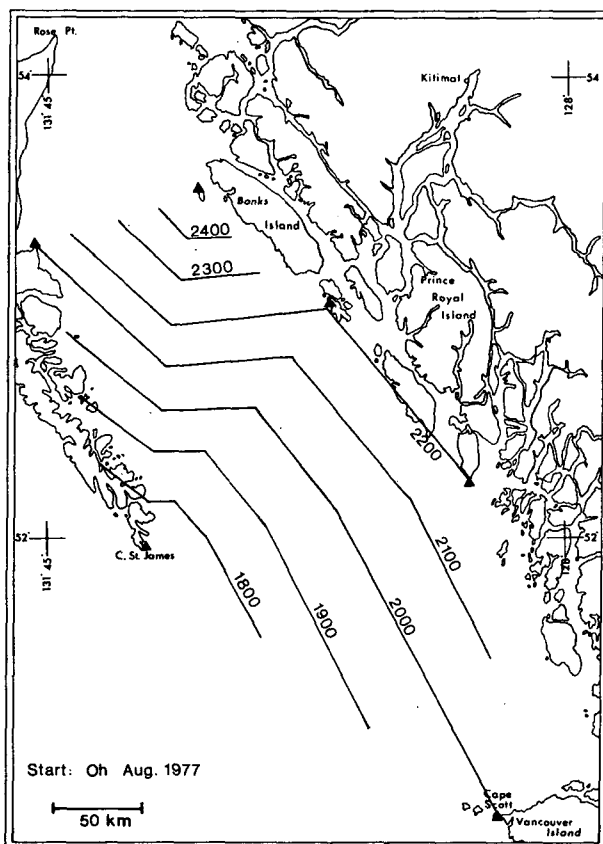 Rose Pt.
54°
131° 45'
Kitimat
54
128°
Banks
Island
2400
2300
Prince
Royal
Island
2200
2100
52°
131° 45'
C. St. James
1800
1900
2000
52
128°
Start: Oh Aug. 1977
50 km
Cape
Scott
Vancouver
Island